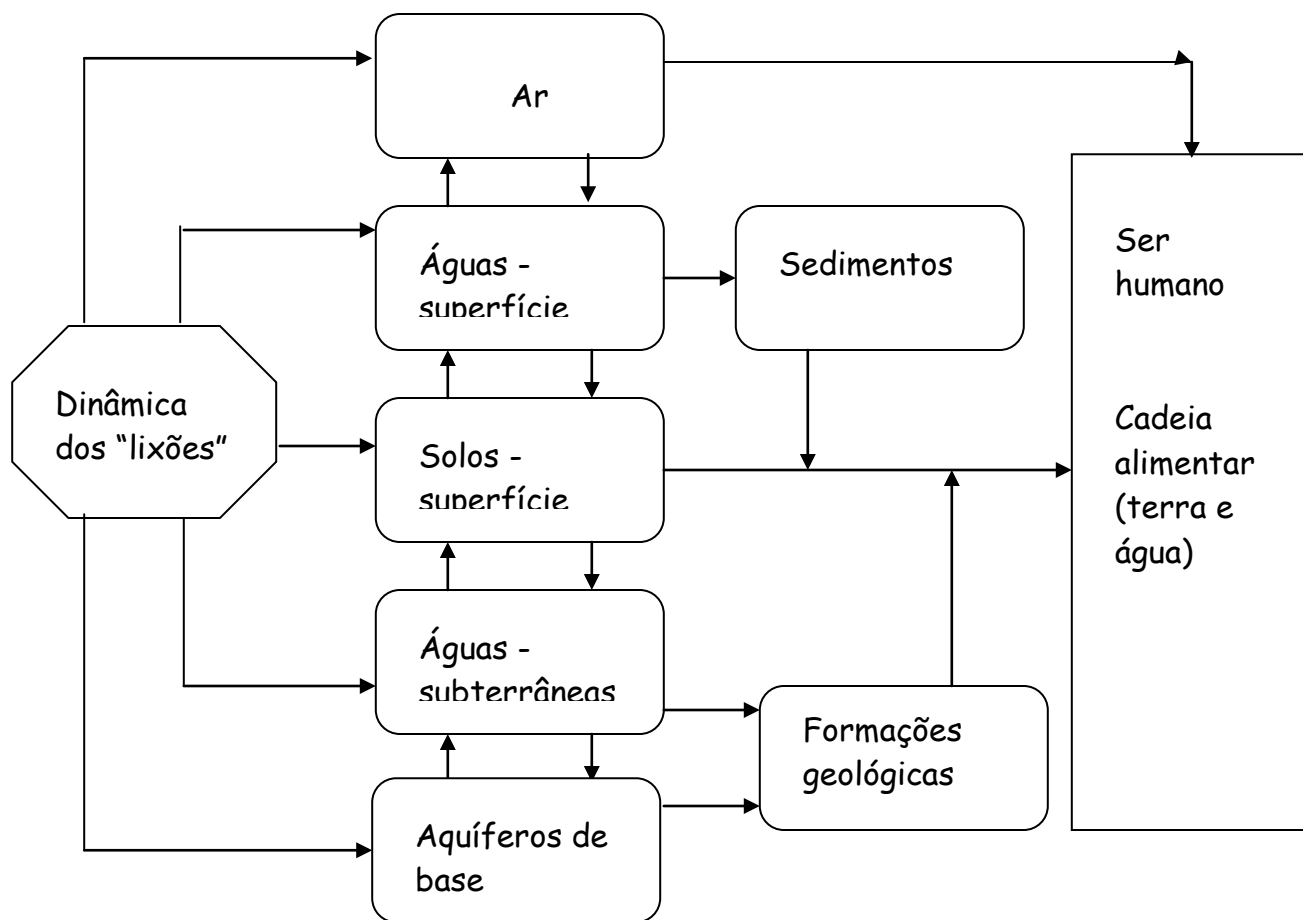 Ar
Águas -
superfície
Sedimentos
Ser
humano
Dinâmica
dos “lixões”
Solos -
superfície
Cadeia
alimentar
(terra e
água)
Águas -
subterrâneas
Formações
geológicas
Aquíferos de
base